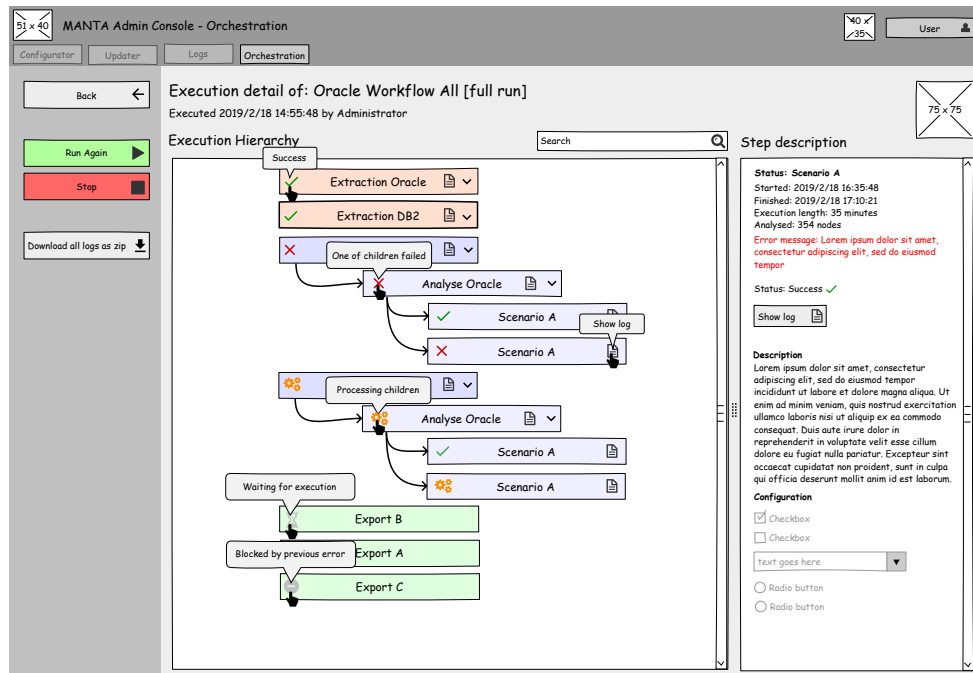 51 x 40
MANTA Admin Console - Orchestration
40 x
35
User
Configurator
Updater
Logs
Orchestration
Back
Run Again
Stop
Download all logs as zip
Execution detail of: Oracle Workflow All [full run]
Executed 2019/2/18 14:55:48 by Administrator
75 x 75
Execution Hierarchy
Search
Success
Extraction Oracle
Extraction DB2
One of children failed
Analyse Oracle
Scenario A
Show log
Scenario A
Processing children
Analyse Oracle
Scenario A
Scenario A
Waiting for execution
Export B
Blocked by previous error
Export A
Export C
Step description
Status: Scenario A
Started: 2019/2/18 16:35:48
Finished: 2019/2/18 17:10:21
Execution length: 35 minutes
Analysed: 354 nodes
Error message: Lorem ipsum dolor sit amet,
consectetur adipiscing elit, sed do eiusmod
tempor
Status: Success
Show log
Description
Lorem ipsum dolor sit amet, consectetur
adipiscing elit, sed do eiusmod tempor
incididunt ut labore et dolore magna aliqua. Ut
enim ad minim veniam, quis nostrud exercitation
ullamco laboris nisi ut aliquip ex ea commodo
consequat. Duis aute irure dolor in
reprehenderit in voluptate velit esse cillum
dolore eu fugiat nulla pariatur. Excepteur sint
occaecat cupidatat non proident, sunt in culpa
qui officia deserunt mollit anim id est laborum.
Configuration
Checkbox
Checkbox
text goes here
Radio button
Radio button